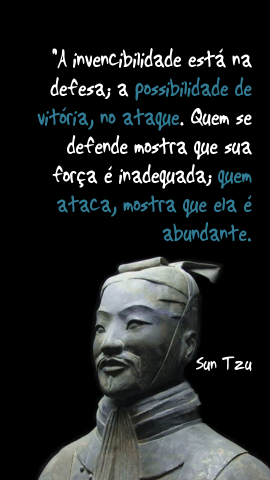 "A invencibilidade está na
defesa; a possibilidade de
vitória, no ataque. Quem se
defende mostra que sua
força é inadequada; quem
ataca, mostra que ela é
abundante.
Sun Tzu